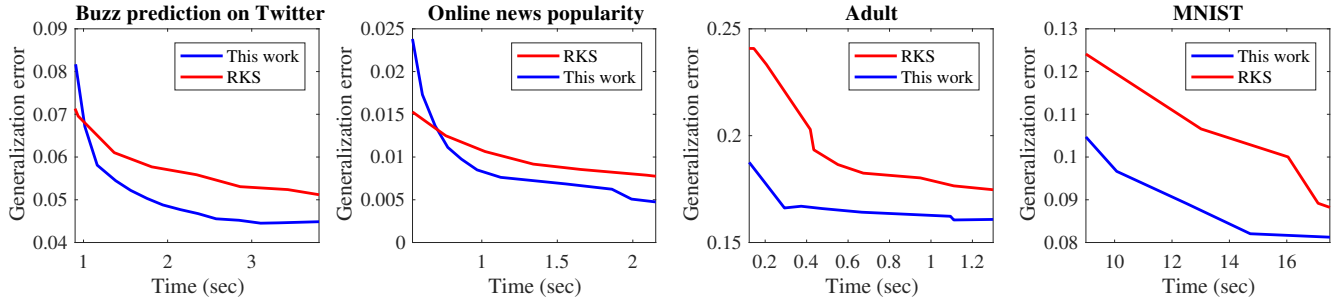 Buzz prediction on Twitter
Generalization error
0.09
0.08
0.07
0.06
0.05
0.04
This work
RKS
1 2 3
Time (sec)
Online news popularity
Generalization error
0.025
0.02
0.015
0.01
0.005
0
RKS
This work
1 1.5 2
Time (sec)
Adult
Generalization error
0.25
0.2
0.15
RKS
This work
0.2 0.4 0.6 0.8 1 1.2
Time (sec)
MNIST
Generalization error
0.13
0.12
0.11
0.1
0.09
0.08
This work
RKS
10 12 14 16
Time (sec)